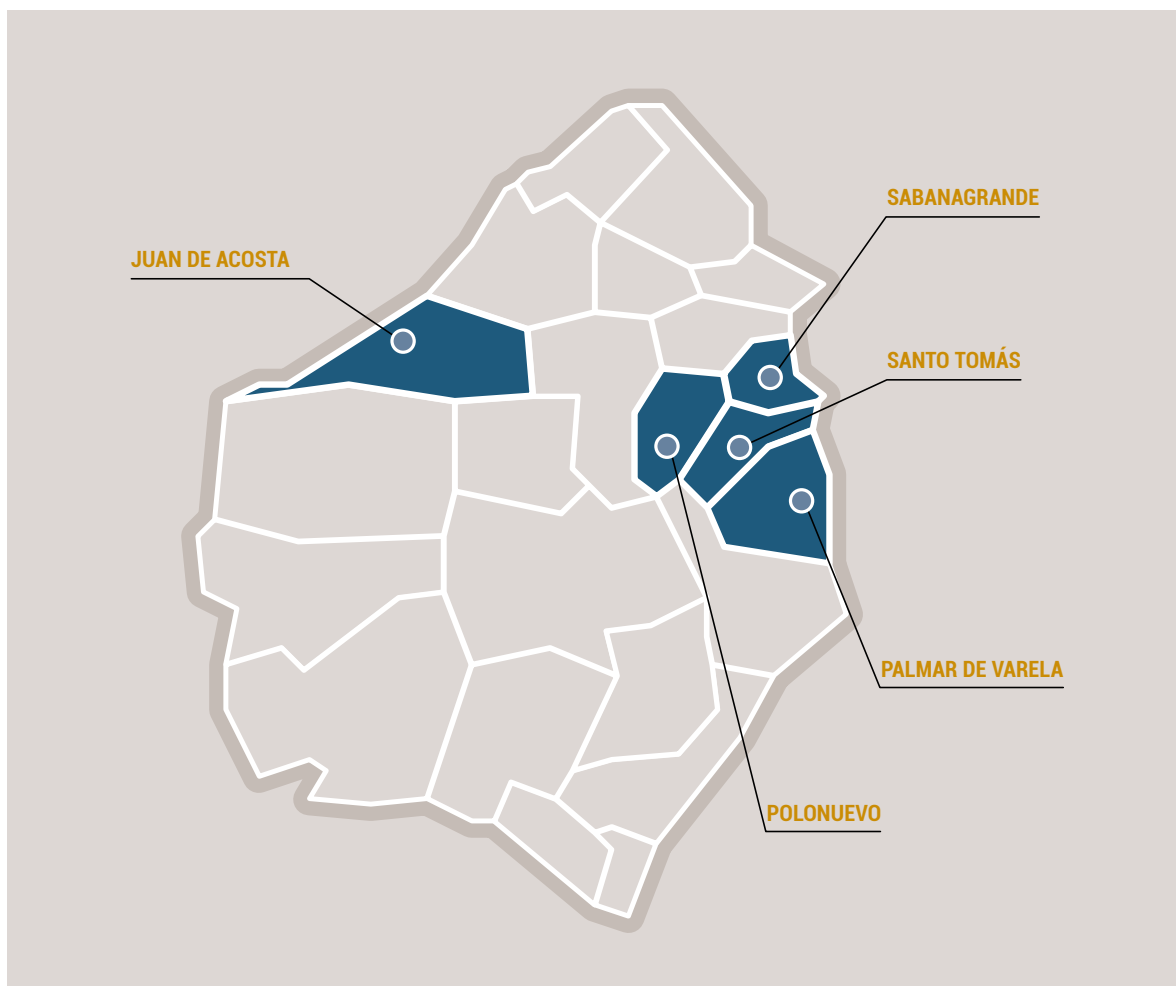 SABANAGRANDE
JUAN DE ACOSTA
SANTO TOMÁS
PALMAR DE VARELA
POLONUEVO